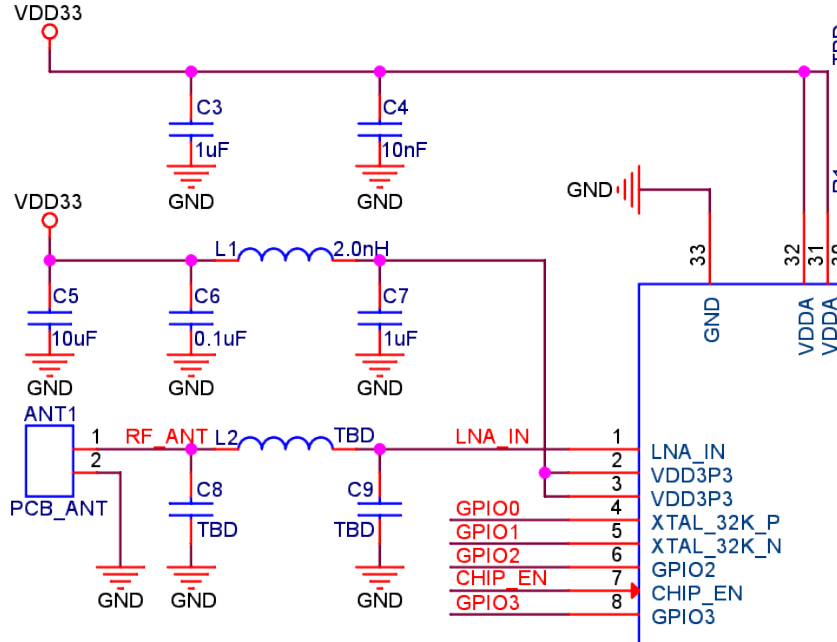 VDD33
C3
C4
1uF
10nF
GND
GND
GND
VDD33
L1
2.0nH
33
32
31
C5
C6
C7
10uF
0.1uF
1uF
GND
VDDA
VDDA
GND
GND
GND
ANT1
1
RF_ANT
L2
TBD
LNA_IN
1
LNA_IN
2
2
VDD3P3
3
VDD3P3
PCB_ANT
C8
C9
TBD
TBD
GPIO0
4
XTAL_32K_P
GPIO1
5
XTAL_32K_N
GPIO2
6
GPIO2
CHIP_EN
7
CHIP_EN
GPIO3
8
GPIO3
GND
GND
GND